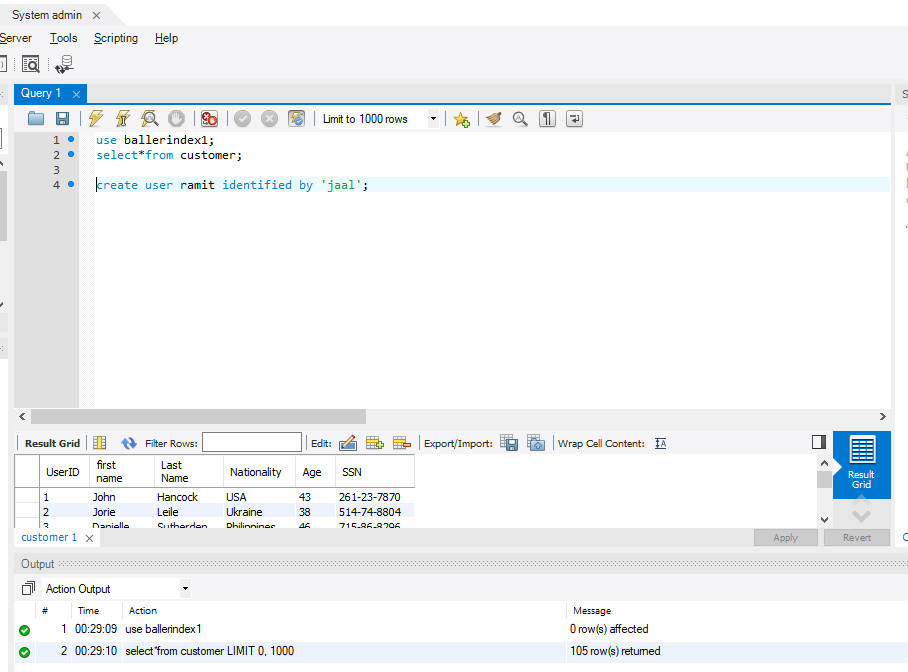 System admin
Server Tools Scripting Help
Query 1
Limit to 1000 rows
1 use ballerindex1;
2 select*from customer;
3
4 create user ramit identified by 'jaal';
Result Grid Filter Rows: Edit: Export/Import: Wrap Cell Content:
UserID first name Last Name Nationality Age SSN
1 John Hancock USA 43 261-23-7870
2 Jorie Leile Ukraine 38 514-74-8804
3 Danielle Sutherden Philippines 46 715-86-8296
Result Grid
customer 1 Apply Revert
Output
Action Output
# Time Action Message
1 00:29:09 use ballerindex1 0 row(s) affected
2 00:29:10 select*from customer LIMIT 0, 1000 105 row(s) returned